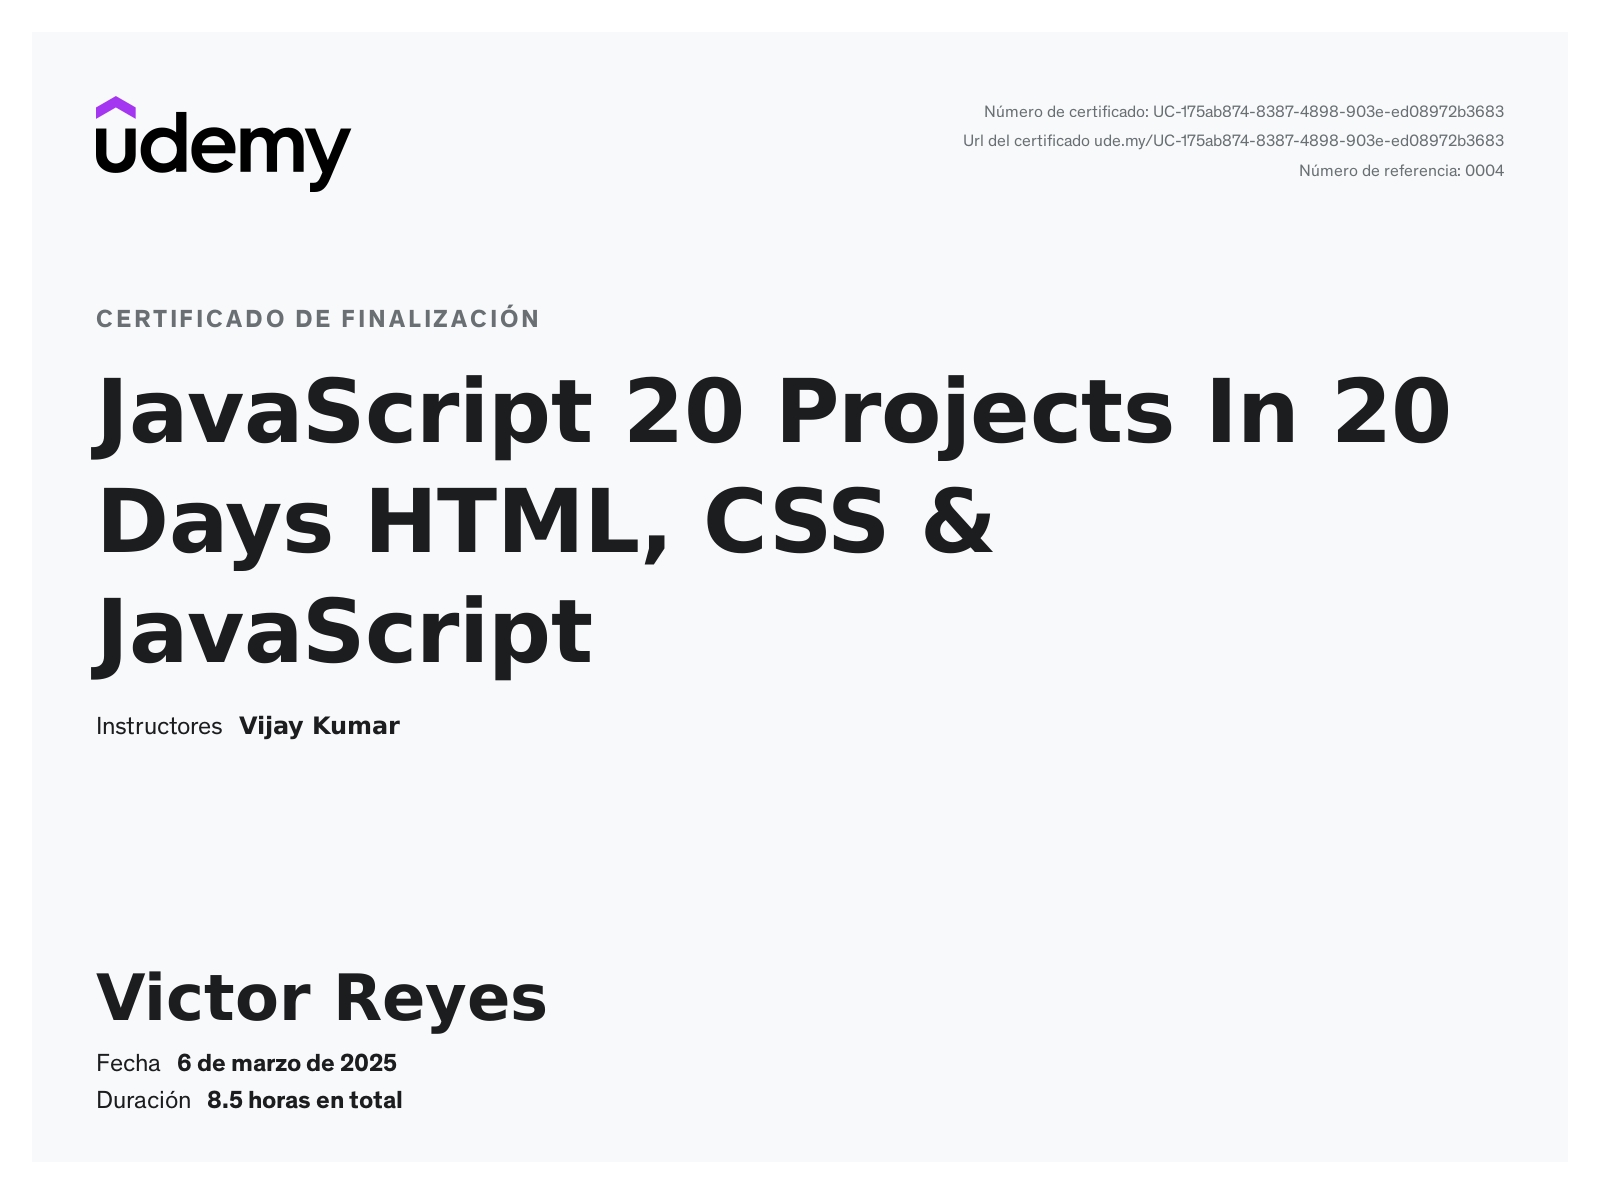 udemy
Número de certificado: UC-175ab874-8387-4898-903e-ed08972b3683
Url del certificado ude.my/UC-175ab874-8387-4898-903e-ed08972b3683
Número de referencia: 0004
CERTIFICADO DE FINALIZACIÓN
JavaScript 20 Projects In 20
Days HTML, CSS &
JavaScript
Instructores Vijay Kumar
Victor Reyes
Fecha 6 de marzo de 2025
Duración 8.5 horas en total